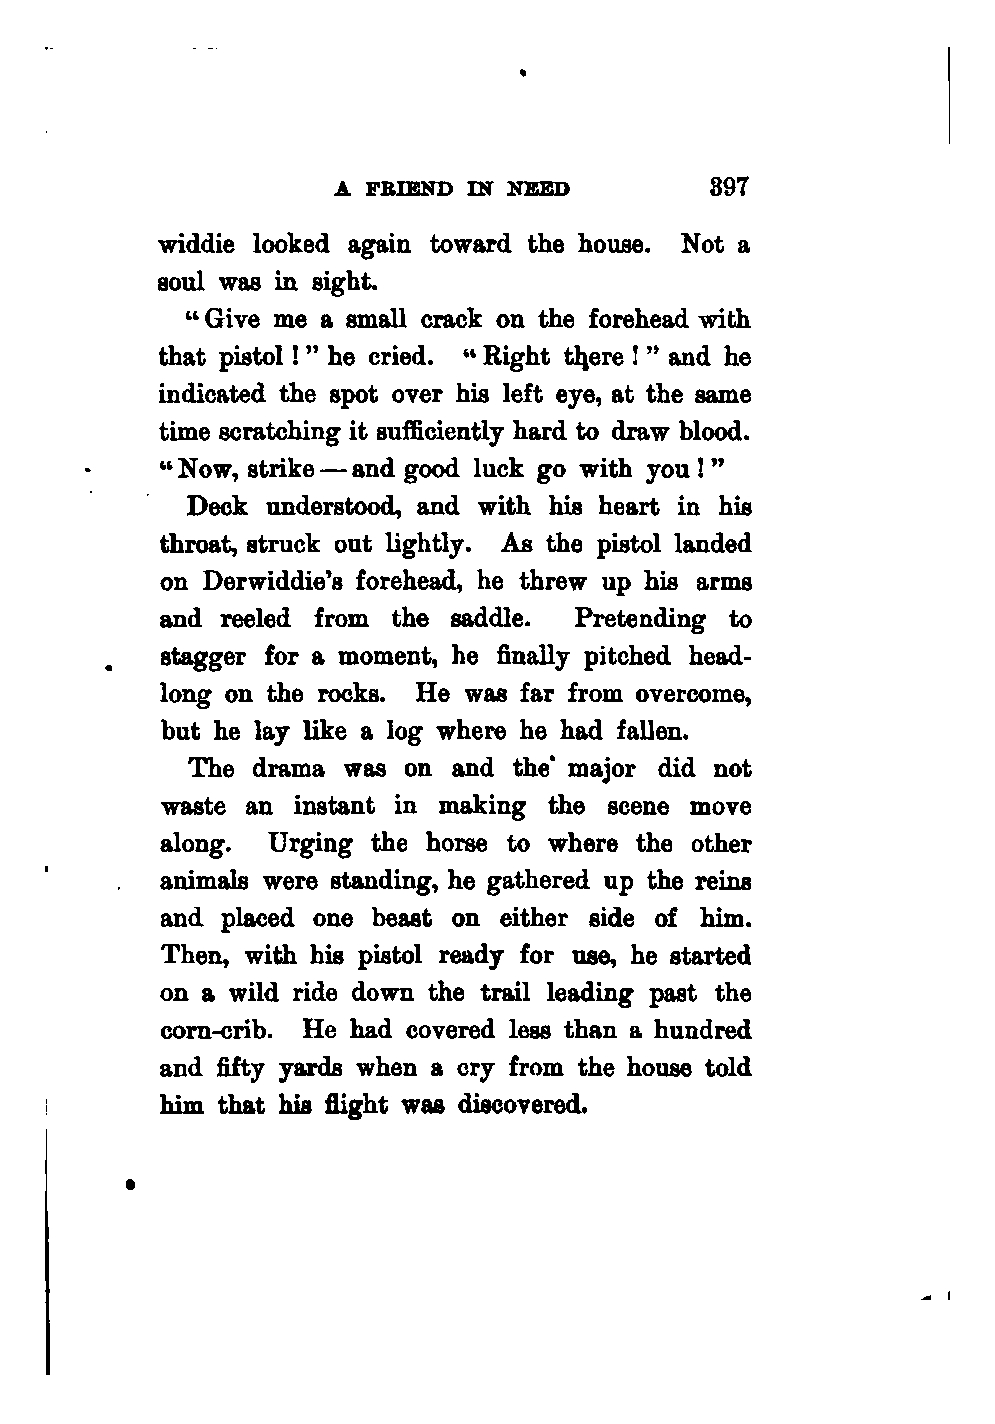 A FRIEND IN NEED 397
widdie looked again toward the house. Not a
soul was in sight.
“Give me a small crack on the forehead with
that pistol!” he cried. “Right there!” and he
indicated the spot over his left eye, at the same
time scratching it sufficiently hard to draw blood.
“Now, strike—and good luck go with you!”
Deck understood, and with his heart in his
throat, struck out lightly. As the pistol landed
on Derwiddie’s forehead, he threw up his arms
and reeled from the saddle. Pretending to
stagger for a moment, he finally pitched head-
long on the rocks. He was far from overcome,
but he lay like a log where he had fallen.
The drama was on and the major did not
waste an instant in making the scene move
along. Urging the horse to where the other
animals were standing, he gathered up the reins
and placed one beast on either side of him.
Then, with his pistol ready for use, he started
on a wild ride down the trail leading past the
corn-crib. He had covered less than a hundred
and fifty yards when a cry from the house told
him that his flight was discovered.